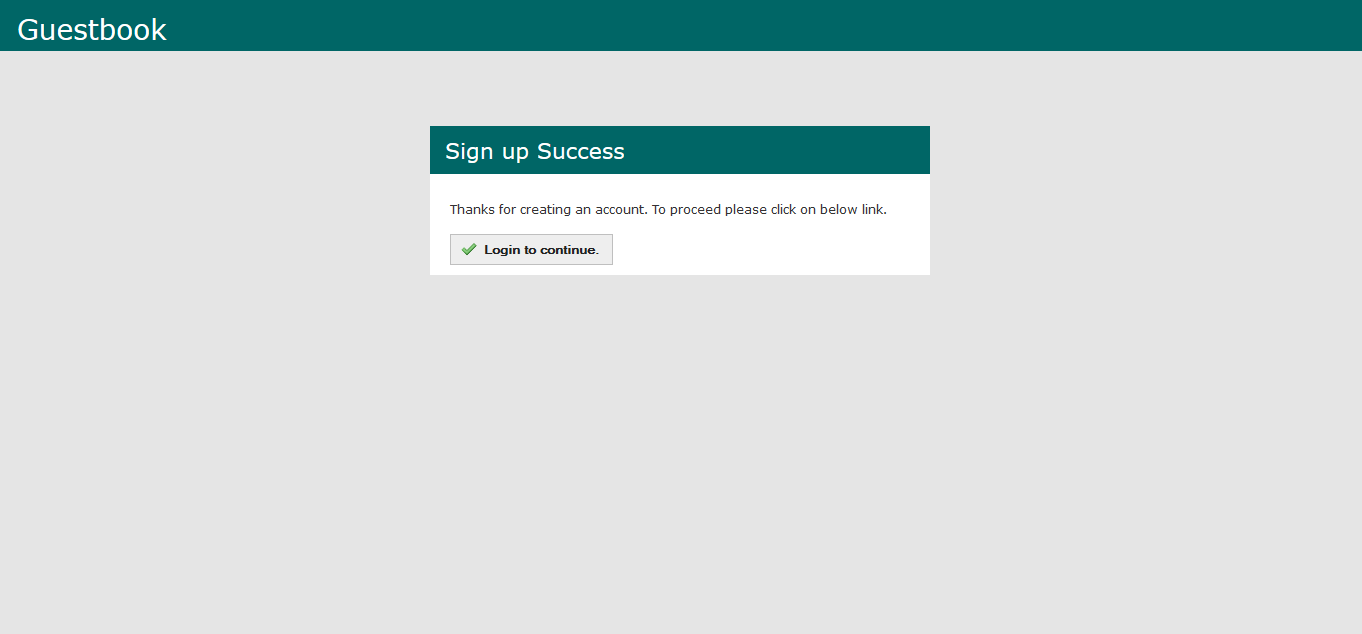 Guestbook
Sign up Success
Thanks for creating an account. To proceed please click on below link.
Login to continue.